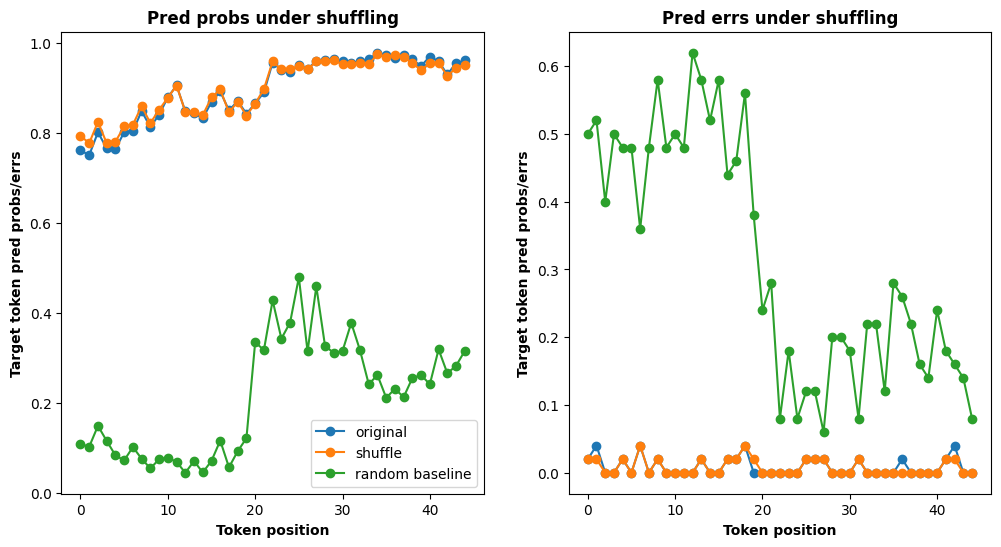 Pred probs under shuffling
Target token pred probs/errs
1.0
0.8
0.6
0.4
0.2
0.0
0
10
20
30
40
Token position
original
shuffle
random baseline
Pred errs under shuffling
Target token pred probs/errs
0.6
0.5
0.4
0.3
0.2
0.1
0.0
0
10
20
30
40
Token position